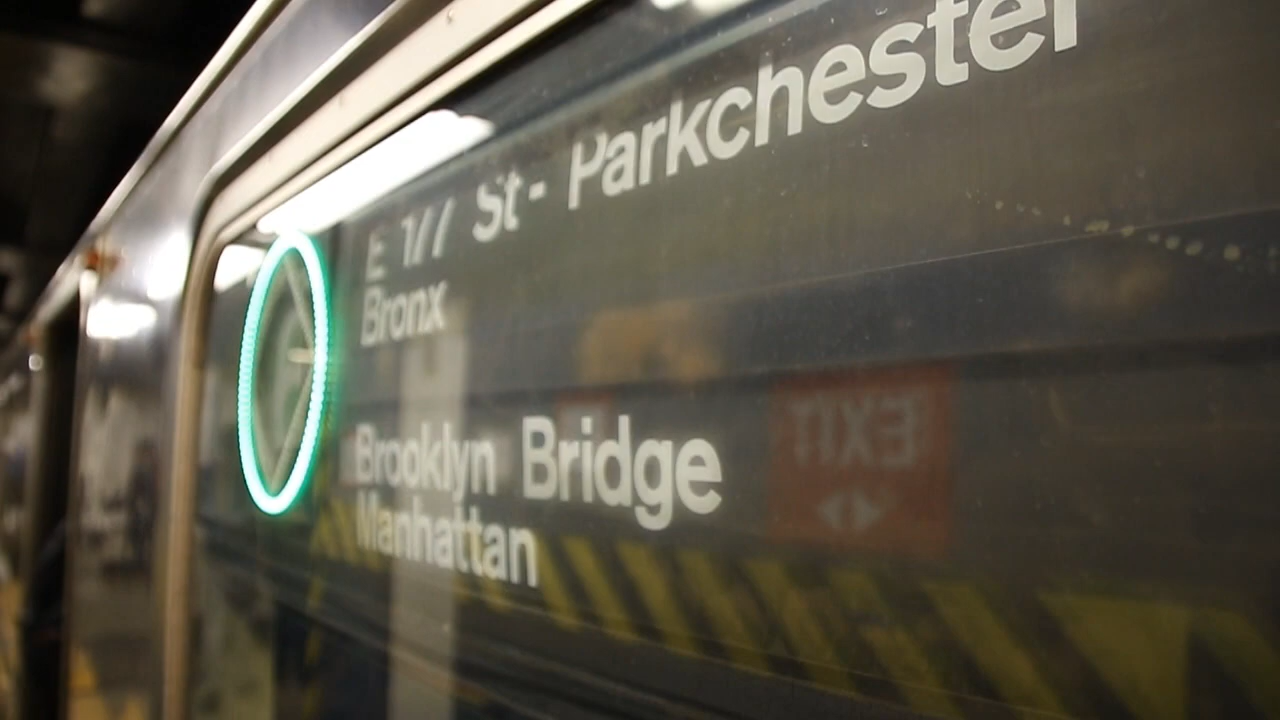 E 177 St - Parkchester
Bronx
Brooklyn Bridge
Manhattan
EXIT